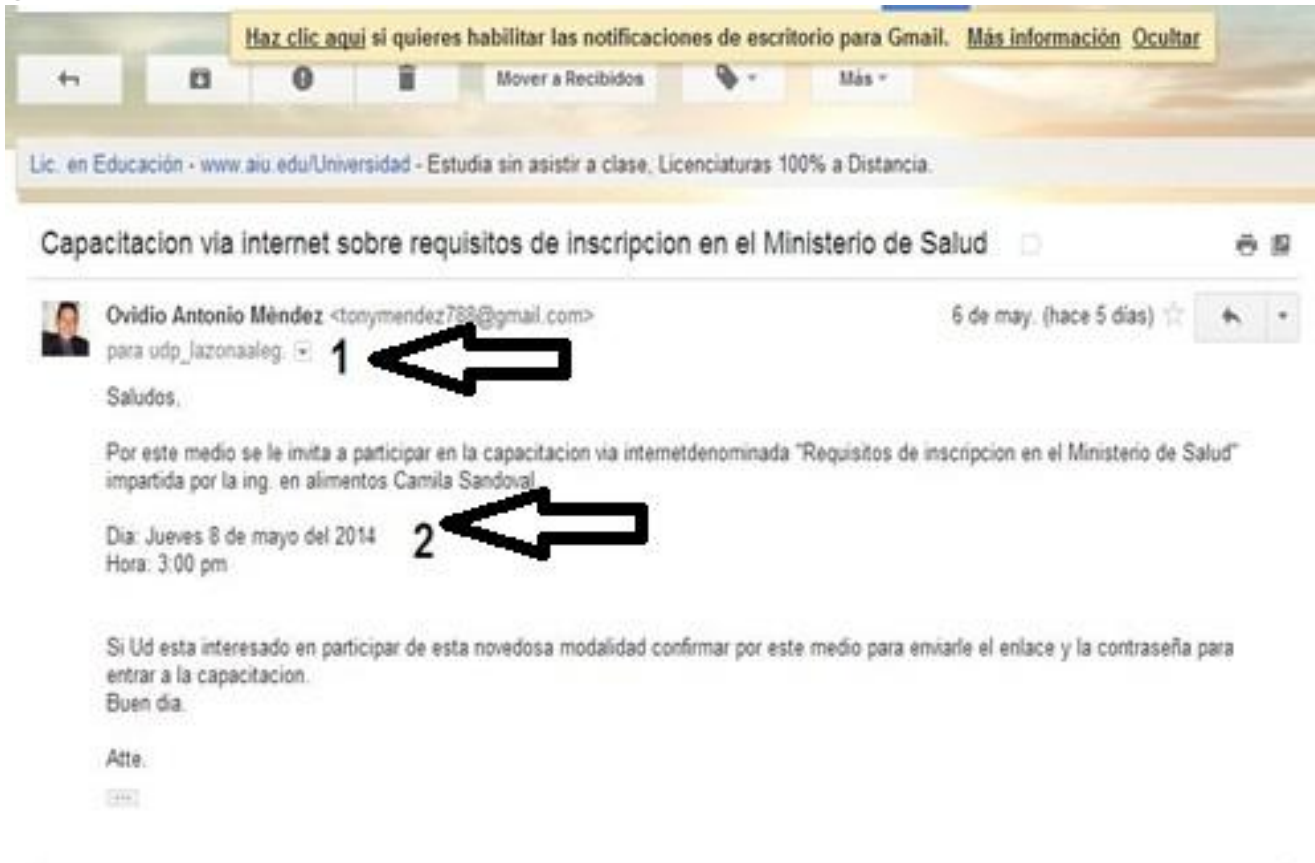 Haz clic aqui si quieres habilitar las notificaciones de escritorio para Gmail. Más información Ocultar
Mover a Recibidos Más
Lic. en Educación - www.aiu.edu/Universidad - Estudia sin asistir a clase, Licenciaturas 100% a Distancia.
Capacitacion via internet sobre requisitos de inscripcion en el Ministerio de Salud
Ovidio Antonio Mèndez <tonymendez788@gmail.com> 6 de may. (hace 5 días)
para udp_lazonaaleg. 1
Saludos,
Por este medio se le invita a participar en la capacitacion via internetdenominada "Requisitos de inscripcion en el Ministerio de Salud"
impartida por la ing. en alimentos Camila Sandoval
Dia: Jueves 8 de mayo del 2014 2
Hora: 3:00 pm
Si Ud esta interesado en participar de esta novedosa modalidad confirmar por este medio para enviarle el enlace y la contraseña para
entrar a la capacitacion.
Buen dia.
Atte.